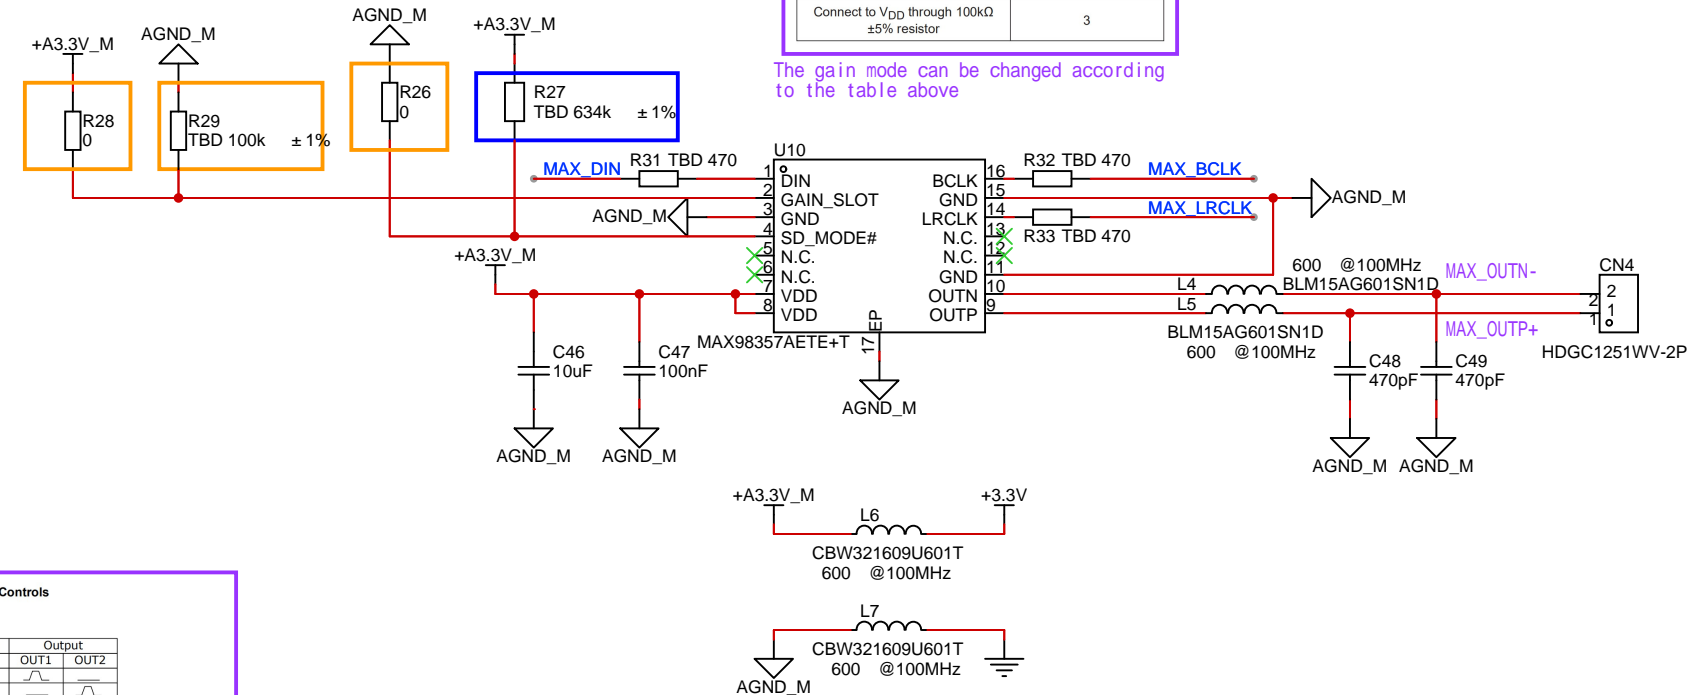 Connect to VDD through 100kΩ
±5% resistor
3
The gain mode can be changed according
to the table above
+A3.3V_M
AGND_M
AGND_M
+A3.3V_M
R28
0
R29
TBD 100k ±1%
R26
0
R27
TBD 634k ±1%
U10
MAX_DIN
R31 TBD 470
1
DIN
2
GAIN_SLOT
AGND_M
3
GND
4
SD_MODE#
5
N.C.
6
N.C.
+A3.3V_M
7
VDD
8
VDD
17
EP
MAX98357AETE+T
AGND_M
16
BCLK
R32 TBD 470
MAX_BCLK
15
GND
AGND_M
14
LRCLK
MAX_LRCLK
R33 TBD 470
13
N.C.
12
N.C.
11
GND
10
OUTN
9
OUTP
L4
600 @100MHz
BLM15AG601SN1D
L5
BLM15AG601SN1D
600 @100MHz
MAX_OUTN-
MAX_OUTP+
CN4
2
2
1
1
HDGC1251WV-2P
C46
10uF
C47
100nF
C48
470pF
C49
470pF
AGND_M
AGND_M
AGND_M
AGND_M
+A3.3V_M
+3.3V
L6
CBW321609U601T
600 @100MHz
L7
CBW321609U601T
600 @100MHz
AGND_M
Controls
Output
OUT1 OUT2